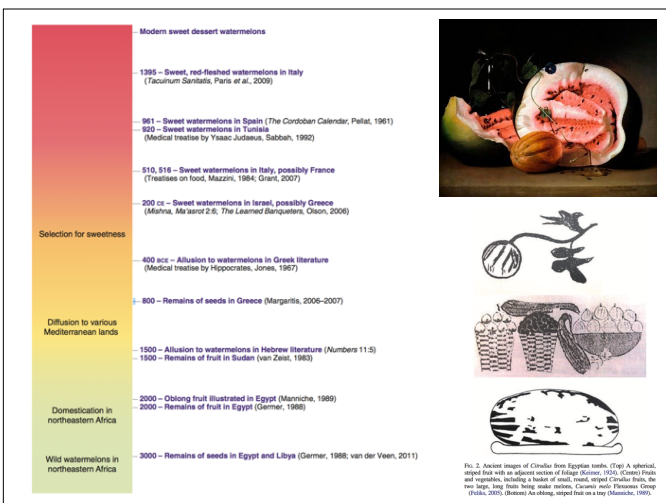 Modern sweet dessert watermelons
1395 – Sweet, red-fleshed watermelons in Italy
(Tacuinum Sanitatis, Paris et al., 2009)
961 – Sweet watermelons in Spain (The Cordoban Calendar, Pellat, 1961)
920 – Sweet watermelons in Tunisia
(Medical treatise by Ysaac Judaeus, Sabbah, 1992)
510, 516 – Sweet watermelons in Italy, possibly France
(Treatises on food, Mazzini, 1984; Grant, 2007)
200 CE – Sweet watermelons in Israel, possibly Greece
(Mishna, Ma'asrot 2:6; The Learned Banqueters, Olson, 2006)
Selection for sweetness
400 BCE – Allusion to watermelons in Greek literature
(Medical treatise by Hippocrates, Jones, 1967)
800 – Remains of seeds in Greece (Margaritis, 2006–2007)
Diffusion to various
Mediterranean lands
1500 – Allusion to watermelons in Hebrew literature (Numbers 11:5)
1500 – Remains of fruit in Sudan (van Zeist, 1983)
2000 – Oblong fruit illustrated in Egypt (Manniche, 1989)
2000 – Remains of fruit in Egypt (Germer, 1988)
Domestication in
northeastern Africa
3000 – Remains of seeds in Egypt and Libya (Germer, 1988; van der Veen, 2011)
Wild watermelons in
northeastern Africa
FIG. 2. Ancient images of Citrullus from Egyptian tombs. (Top) A spherical,
striped fruit with an adjacent section of foliage (Keimer, 1924). (Centre) Fruits
and vegetables, including a basket of small, round, striped Citrullus fruits, the
two large, long fruits being snake melons, Cucumis melo Flexuosus Group
(Feliks, 2005). (Bottom) An oblong, striped fruit on a tray (Manniche, 1989).